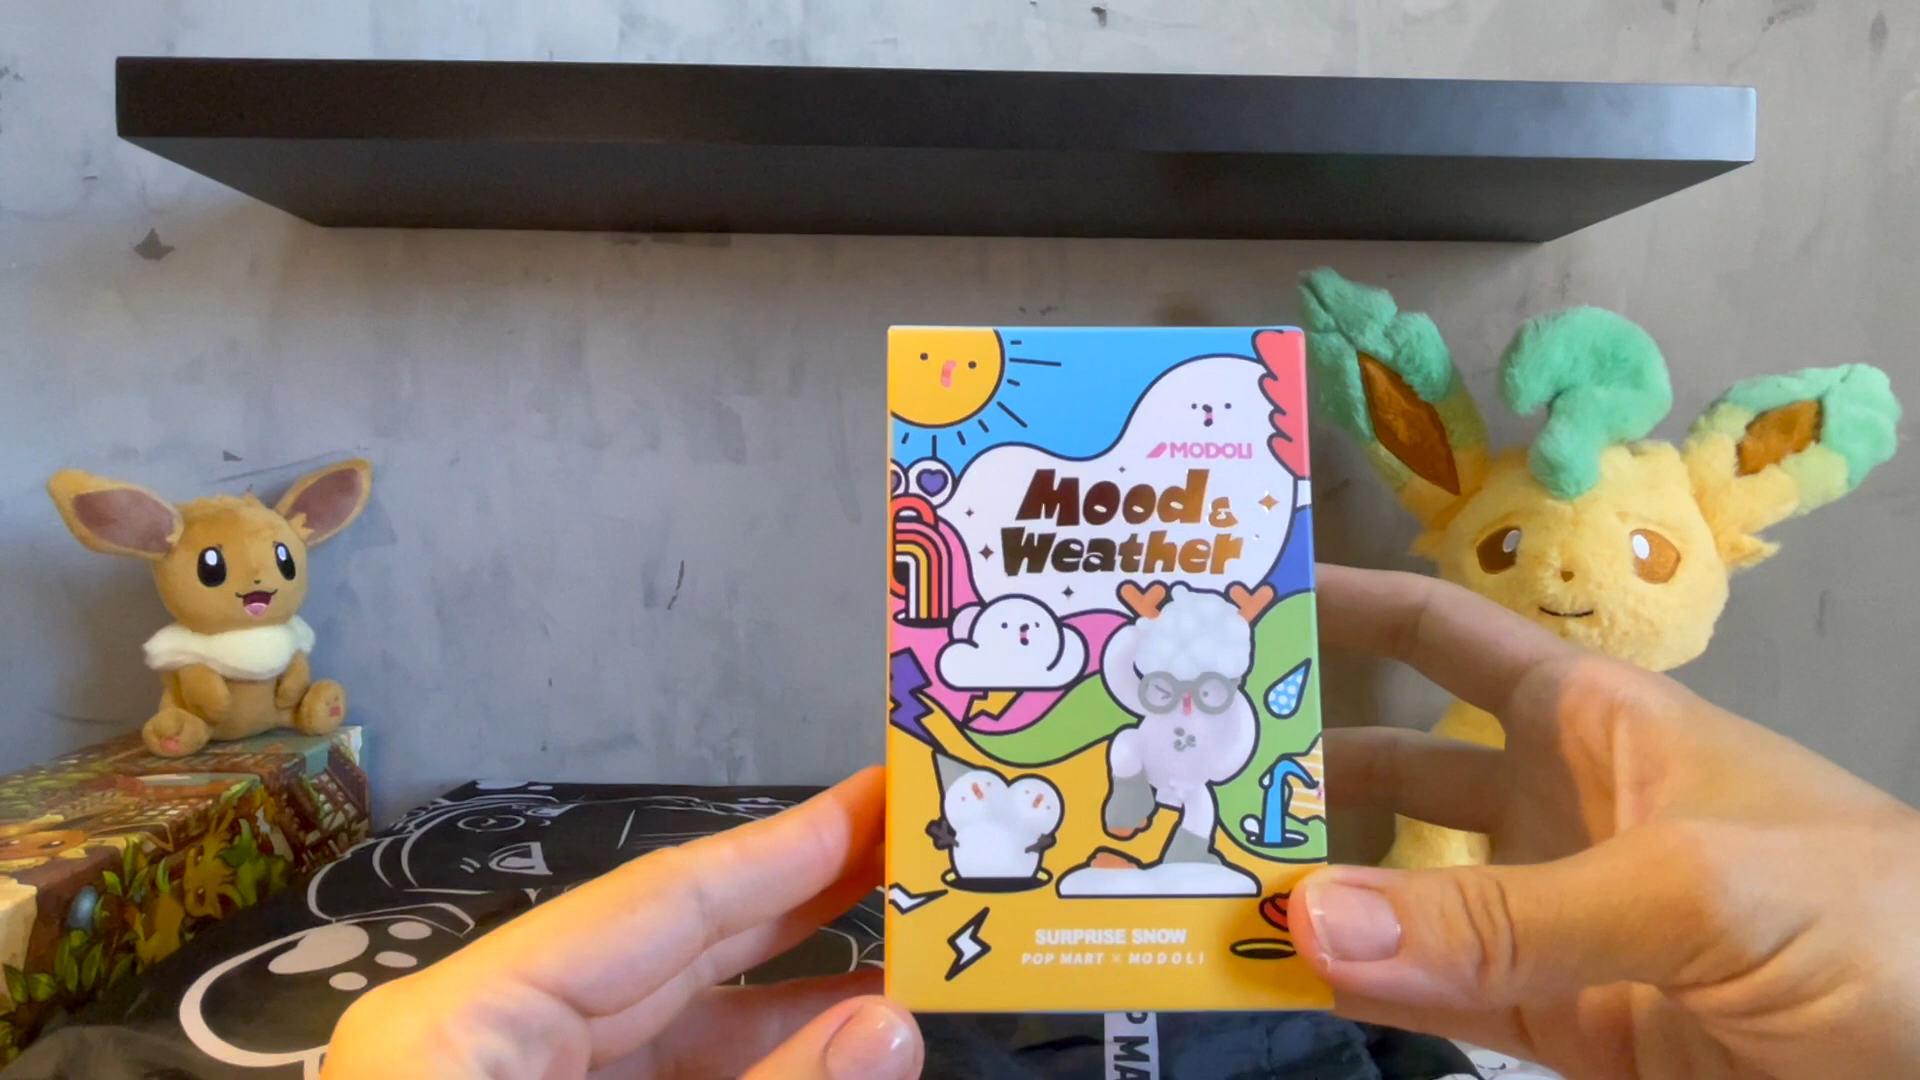 MODOLI
Mood &
Weather
SURPRISE SNOW
POP MART × MODOLI